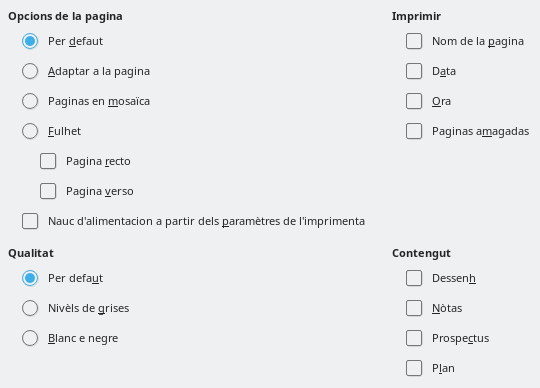 Opcions de la pagina
Per defaut
Adaptar a la pagina
Paginas en mosaïca
Fulhet
Pagina recto
Pagina verso
Nauc d'alimentacion a partir dels paramètres de l'imprimenta
Imprimir
Nom de la pagina
Data
Ora
Paginas amagadas
Qualitat
Per defaut
Nivèls de grises
Blanc e negre
Contengut
Dessenh
Nòtas
Prospectus
Plan